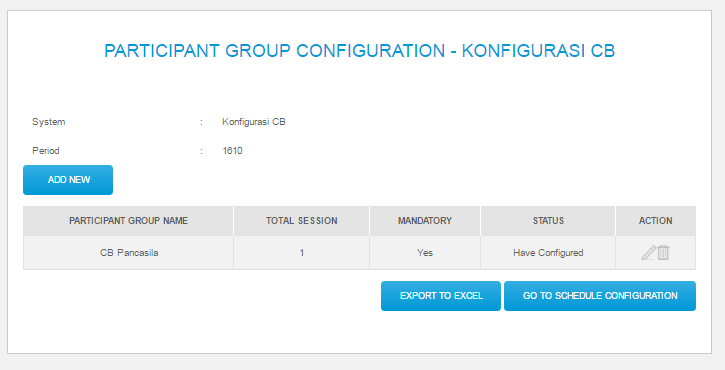 PARTICIPANT GROUP CONFIGURATION - KONFIGURASI CB
System : Konfigurasi CB
Period : 1610
ADD NEW
PARTICIPANT GROUP NAME TOTAL SESSION MANDATORY STATUS ACTION
CB Pancasila 1 Yes Have Configured
EXPORT TO EXCEL GO TO SCHEDULE CONFIGURATION